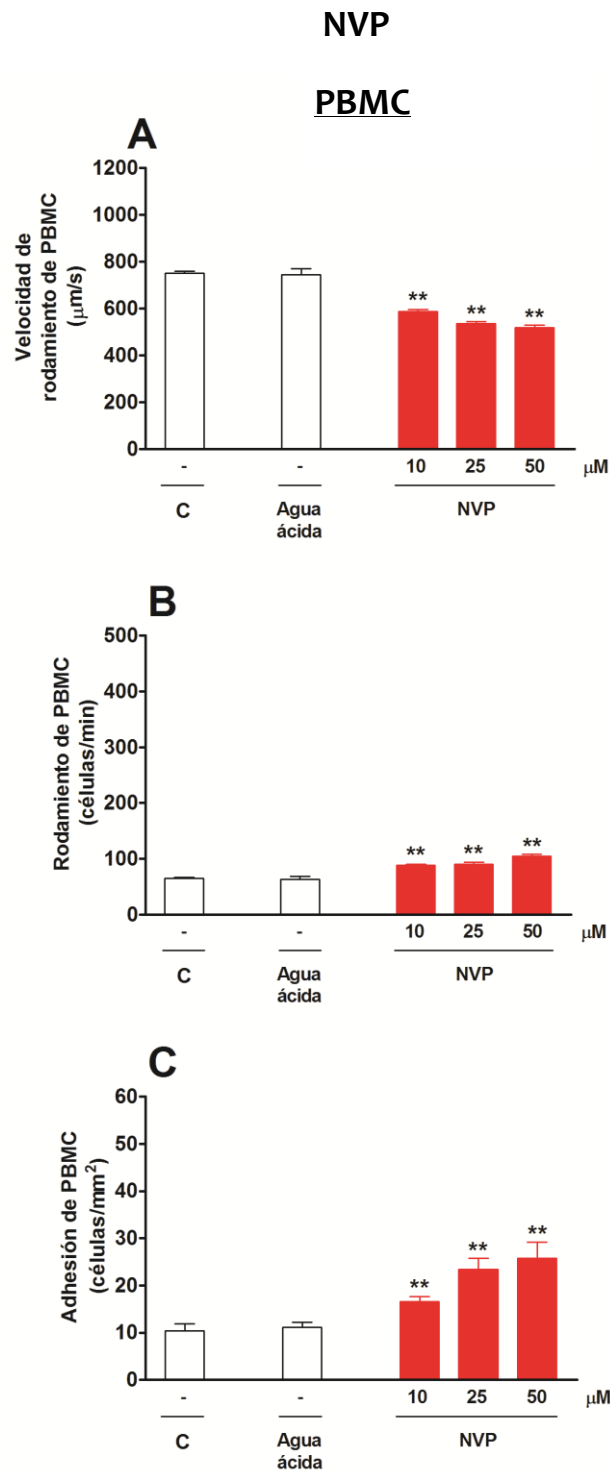 NVP
PBMC
A
Velocidad de
rodamiento de PBMC
(μm/s)
1200
1000
800
600
400
200
0
** ** **
- - 10 25 50 μM
C Agua NVP
ácida
B
Rodamiento de PBMC
(células/min)
500
400
300
200
100
0
** ** **
- - 10 25 50 μM
C Agua NVP
ácida
C
Adhesión de PBMC
(células/mm²)
60
50
40
30
20
10
0
** ** **
- - 10 25 50 μM
C Agua NVP
ácida